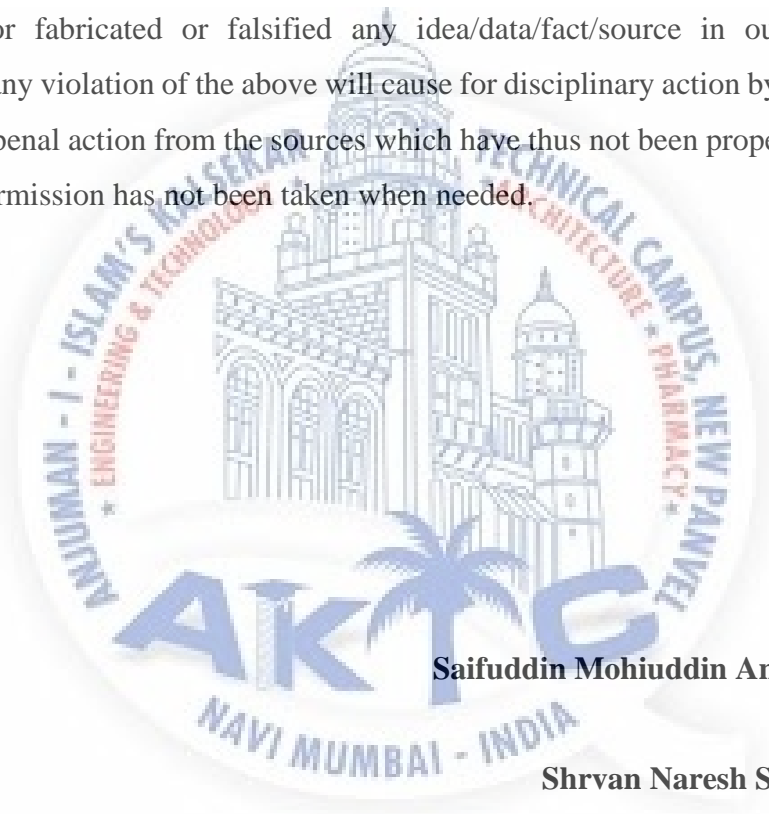 or fabricated or falsified any idea/data/fact/source in ou
any violation of the above will cause for disciplinary action by
penal action from the sources which have thus not been prope
rmission has not been taken when needed.
ANJUMAN - I - ISLAM'S KALSEKAR TECHNICAL CAMPUS, NEW PANVEL
* ENGINEERING & TECHNOLOGY * ARCHITECTURE * PHARMACY *
AKTC
Saifuddin Mohiuddin An
NAVI MUMBAI - INDIA
Shrvan Naresh S